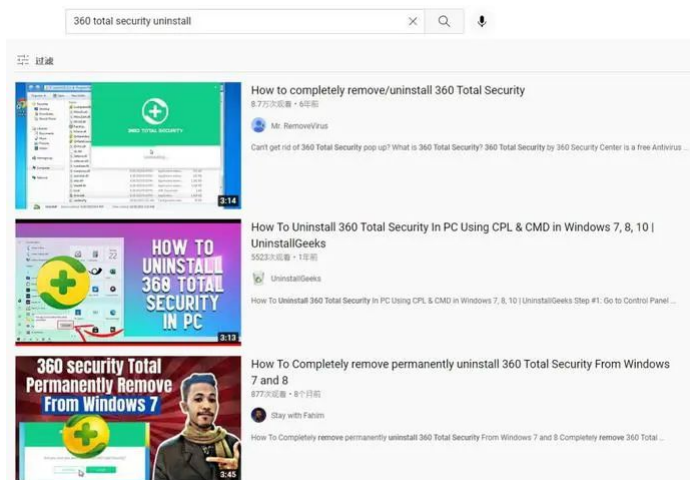 360 total security uninstall
过滤
How to completely remove/uninstall 360 Total Security
8.7万次观看 • 6年前
Mr. RemoveVirus
Can't get rid of 360 Total Security pop up? What is 360 Total Security? 360 Total Security by 360 Security Center is a free Antivirus ...
360 TOTAL SECURITY
3:14
How To Uninstall 360 Total Security In PC Using CPL & CMD in Windows 7, 8, 10 |
UninstallGeeks
5523次观看 • 1年前
UninstallGeeks
How To Uninstall 360 Total Security In PC Using CPL & CMD in Windows 7, 8, 10 | UninstallGeeks Step #1: Go to Control Panel ...
HOW TO
UNINSTALL
360 TOTAL
SECURITY
IN PC
3:13
How To Completely remove permanently uninstall 360 Total Security From Windows
7 and 8
877次观看 • 8个月前
Stay with Fahim
How To Completely remove permanently uninstall 360 Total Security From Windows 7 and 8 Completely remove 360 Total ...
360 security Total
Permanently Remove
From Windows 7
3:45